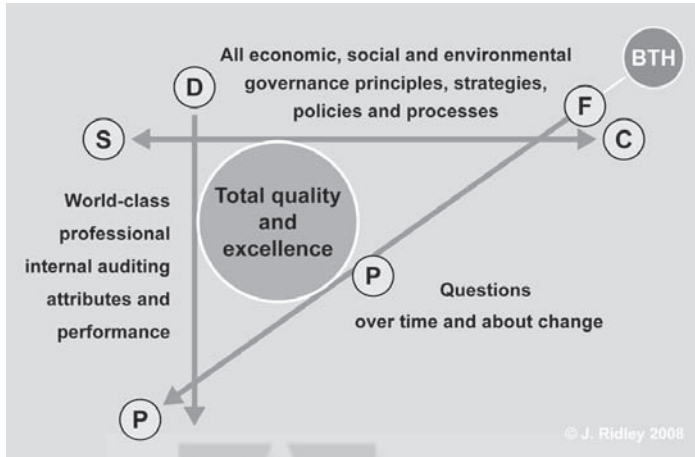 All economic, social and environmental
governance principles, strategies,
policies and processes
BTH
D
F
S
C
World-class
professional
internal auditing
attributes and
performance
Total quality
and
excellence
P
Questions
over time and about change
P
© J. Ridley 2008